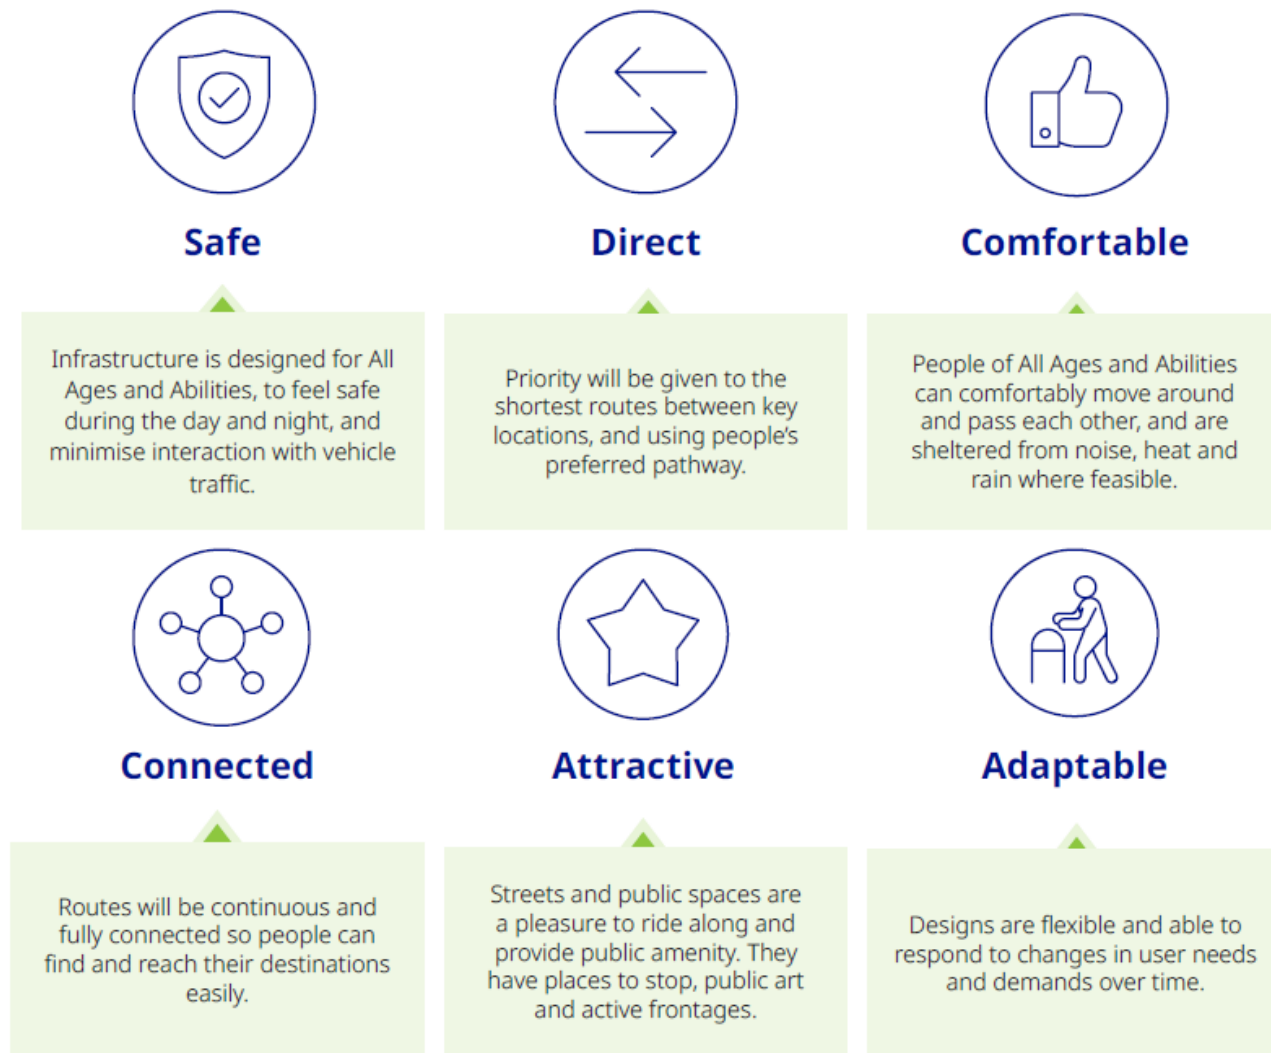 Safe
Infrastructure is designed for All
Ages and Abilities, to feel safe
during the day and night, and
minimise interaction with vehicle
traffic.
Direct
Priority will be given to the
shortest routes between key
locations, and using people's
preferred pathway.
Comfortable
People of All Ages and Abilities
can comfortably move around
and pass each other, and are
sheltered from noise, heat and
rain where feasible.
Connected
Routes will be continuous and
fully connected so people can
find and reach their destinations
easily.
Attractive
Streets and public spaces are
a pleasure to ride along and
provide public amenity. They
have places to stop, public art
and active frontages.
Adaptable
Designs are flexible and able to
respond to changes in user needs
and demands over time.